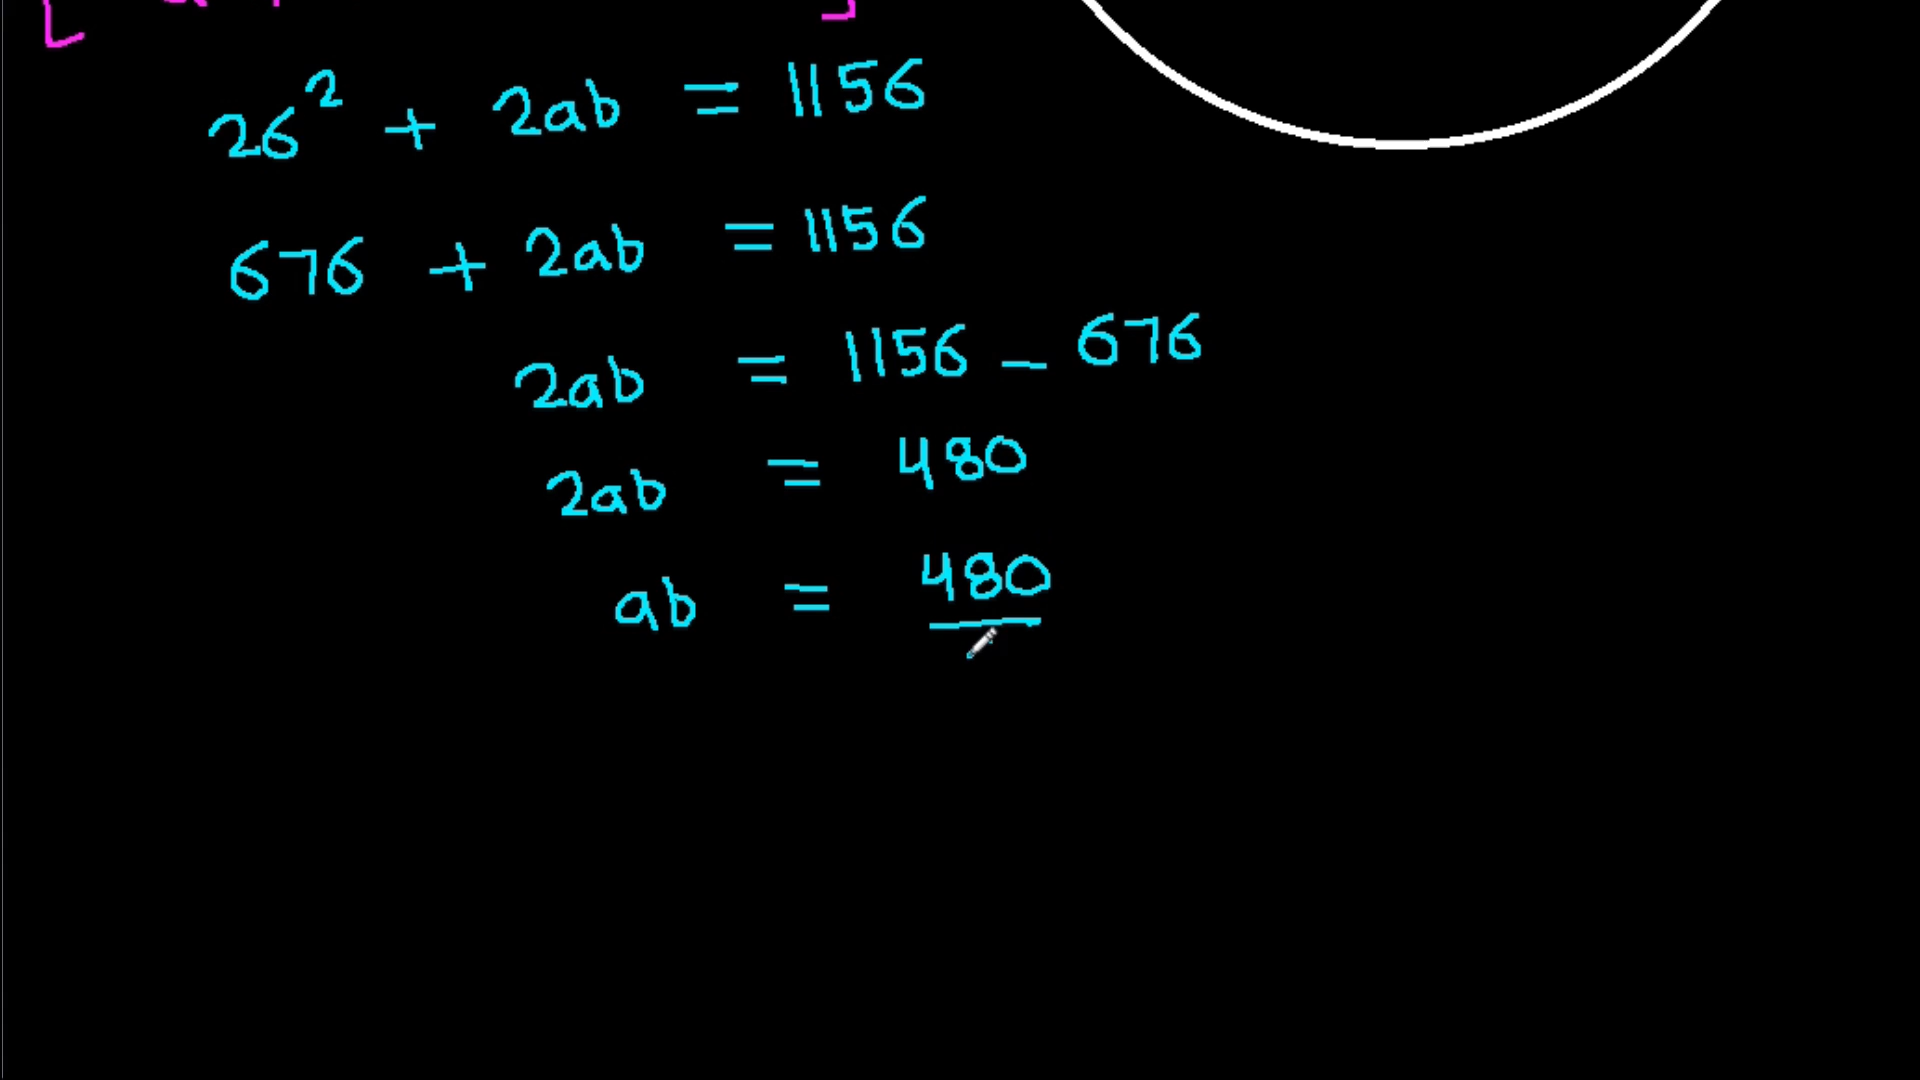 26² + 2ab = 1156
676 + 2ab = 1156
2ab = 1156 - 676
2ab = 480
ab = 480